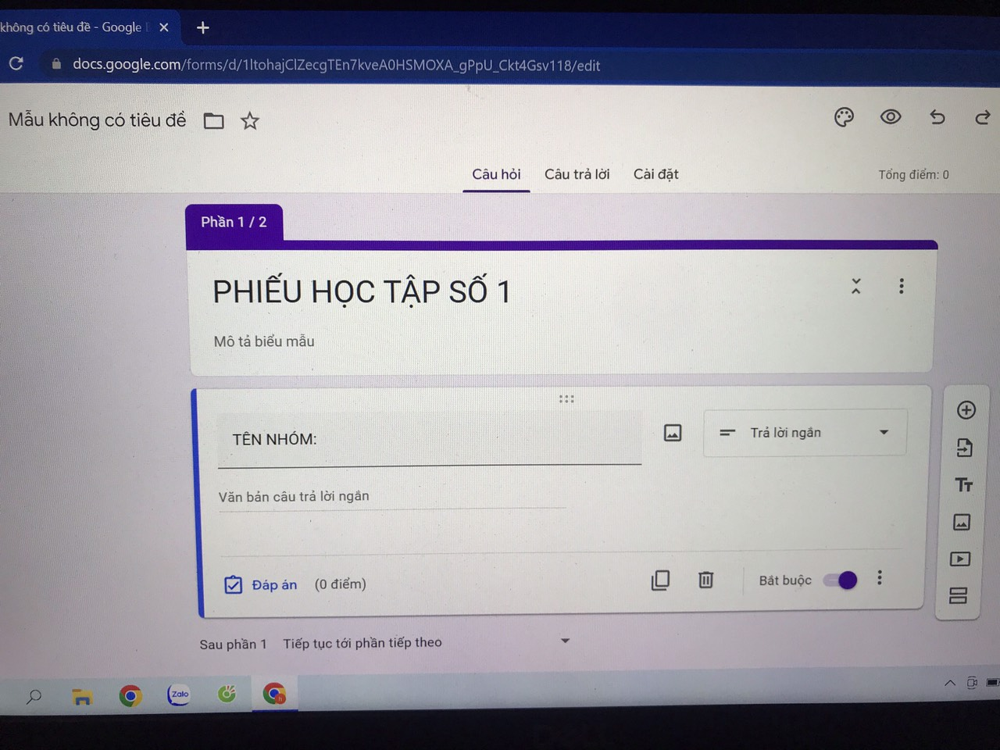 không có tiêu đề - Google
docs.google.com/forms/d/1ltohajClZecgTEn7kveA0HSMOXA_gPpU_Ckt4Gsv118/edit
Mẫu không có tiêu đề
Câu hỏi Câu trả lời Cài đặt
Tổng điểm: 0
Phần 1 / 2
PHIẾU HỌC TẬP SỐ 1
Mô tả biểu mẫu
TÊN NHÓM:
Trả lời ngắn
Văn bản câu trả lời ngắn
Đáp án (0 điểm)
Bắt buộc
Sau phần 1 Tiếp tục tới phần tiếp theo
Zalo